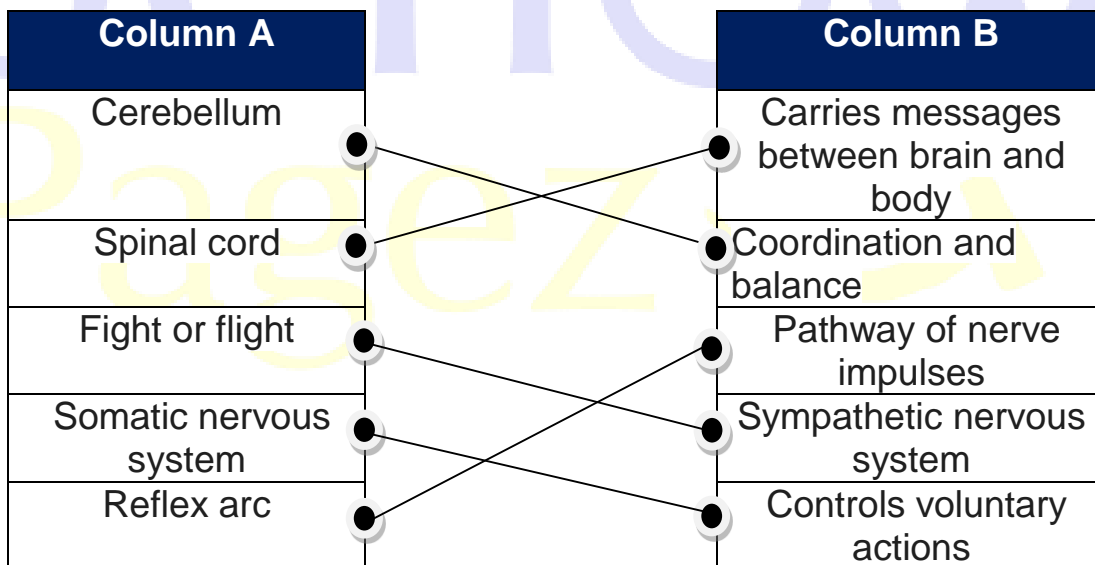 Column A
Column B
Cerebellum
Carries messages
between brain and
body
Spinal cord
Coordination and
balance
Fight or flight
Pathway of nerve
impulses
Somatic nervous
system
Sympathetic nervous
system
Reflex arc
Controls voluntary
actions
Pagez